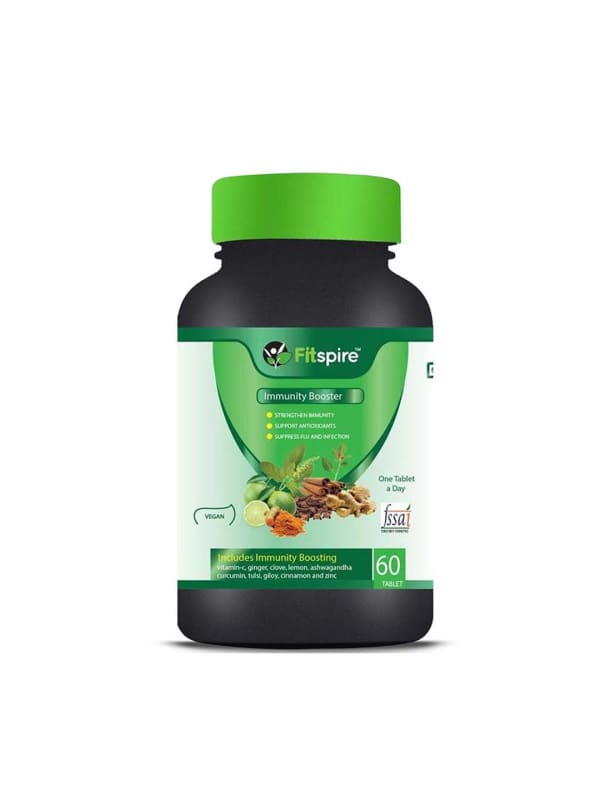 Fitspire™
Immunity Booster
STRENGTHEN IMMUNITY
SUPPORT ANTIOXIDANTS
SUPPRESS FLU AND INFECTION
One Tablet
a Day
VEGAN
fssai
Includes Immunity Boosting
vitamin-c, ginger, clove, lemon, ashwagandha
curcumin, tulsi, giloy, cinnamon and zinc
60
TABLET